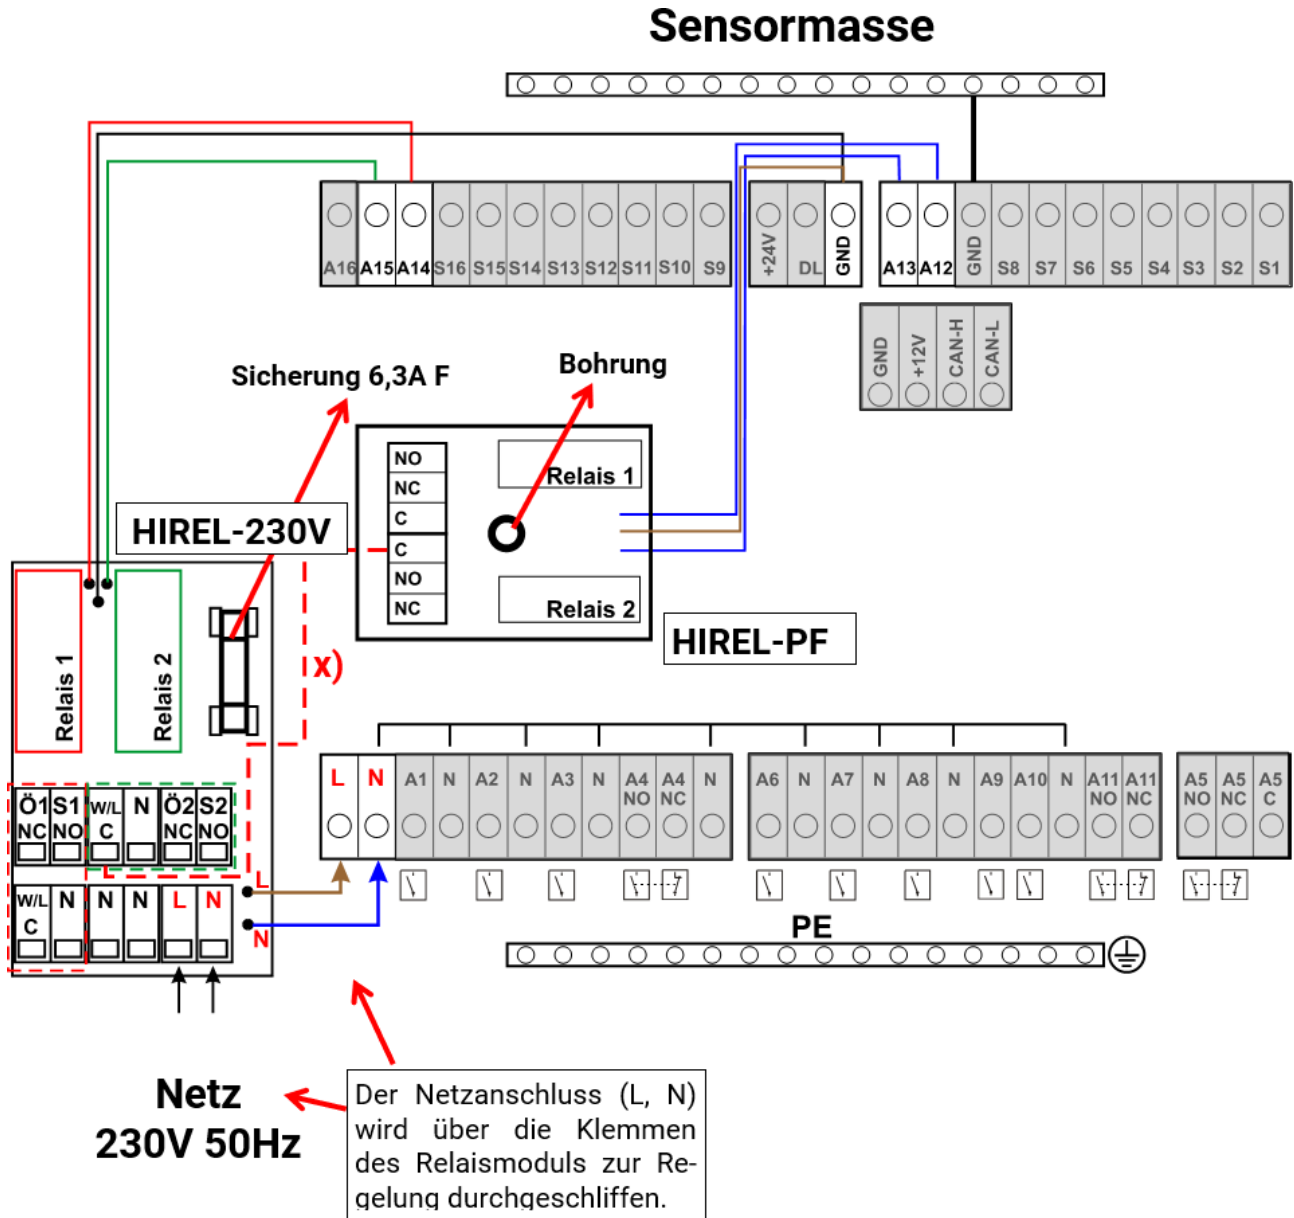 Sensormasse
A16 A15 A14 S16 S15 S14 S13 S12 S11 S10 S9
+24V DL GND
A13 A12 GND S8 S7 S6 S5 S4 S3 S2 S1
GND +12V CAN-H CAN-L
Sicherung 6,3A F
Bohrung
NO
NC
C
C
NO
NC
Relais 1
Relais 2
HIREL-230V
HIREL-PF
Relais 1
Relais 2
x)
L N A1 N A2 N A3 N A4 A4 N
NO NC
A6 N A7 N A8 N A9 A10 N A11 A11
NO NC
A5 A5 A5
NO NC C
Ö1 S1 W/L N Ö2 S2
NC NO C NC NO
W/L N N N L N
C
L
N
PE
Netz
230V 50Hz
Der Netzanschluss (L, N)
wird über die Klemmen
des Relaismoduls zur Re-
gelung durchgeschliffen.